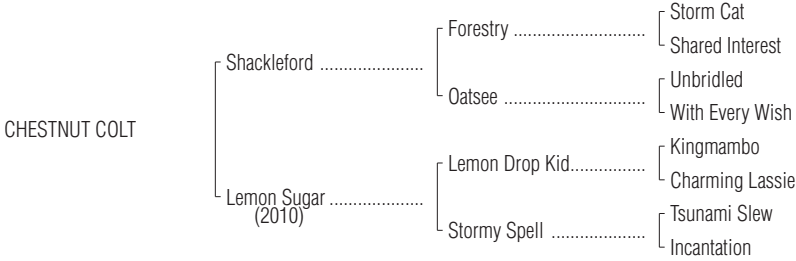 Storm Cat
Forestry ............................
Shared Interest
Shackleford ......................
Unbridled
Oatsee ..............................
With Every Wish
CHESTNUT COLT
Kingmambo
Lemon Drop Kid................
Charming Lassie
Lemon Sugar ....................
(2010)
Tsunami Slew
Stormy Spell ....................
Incantation